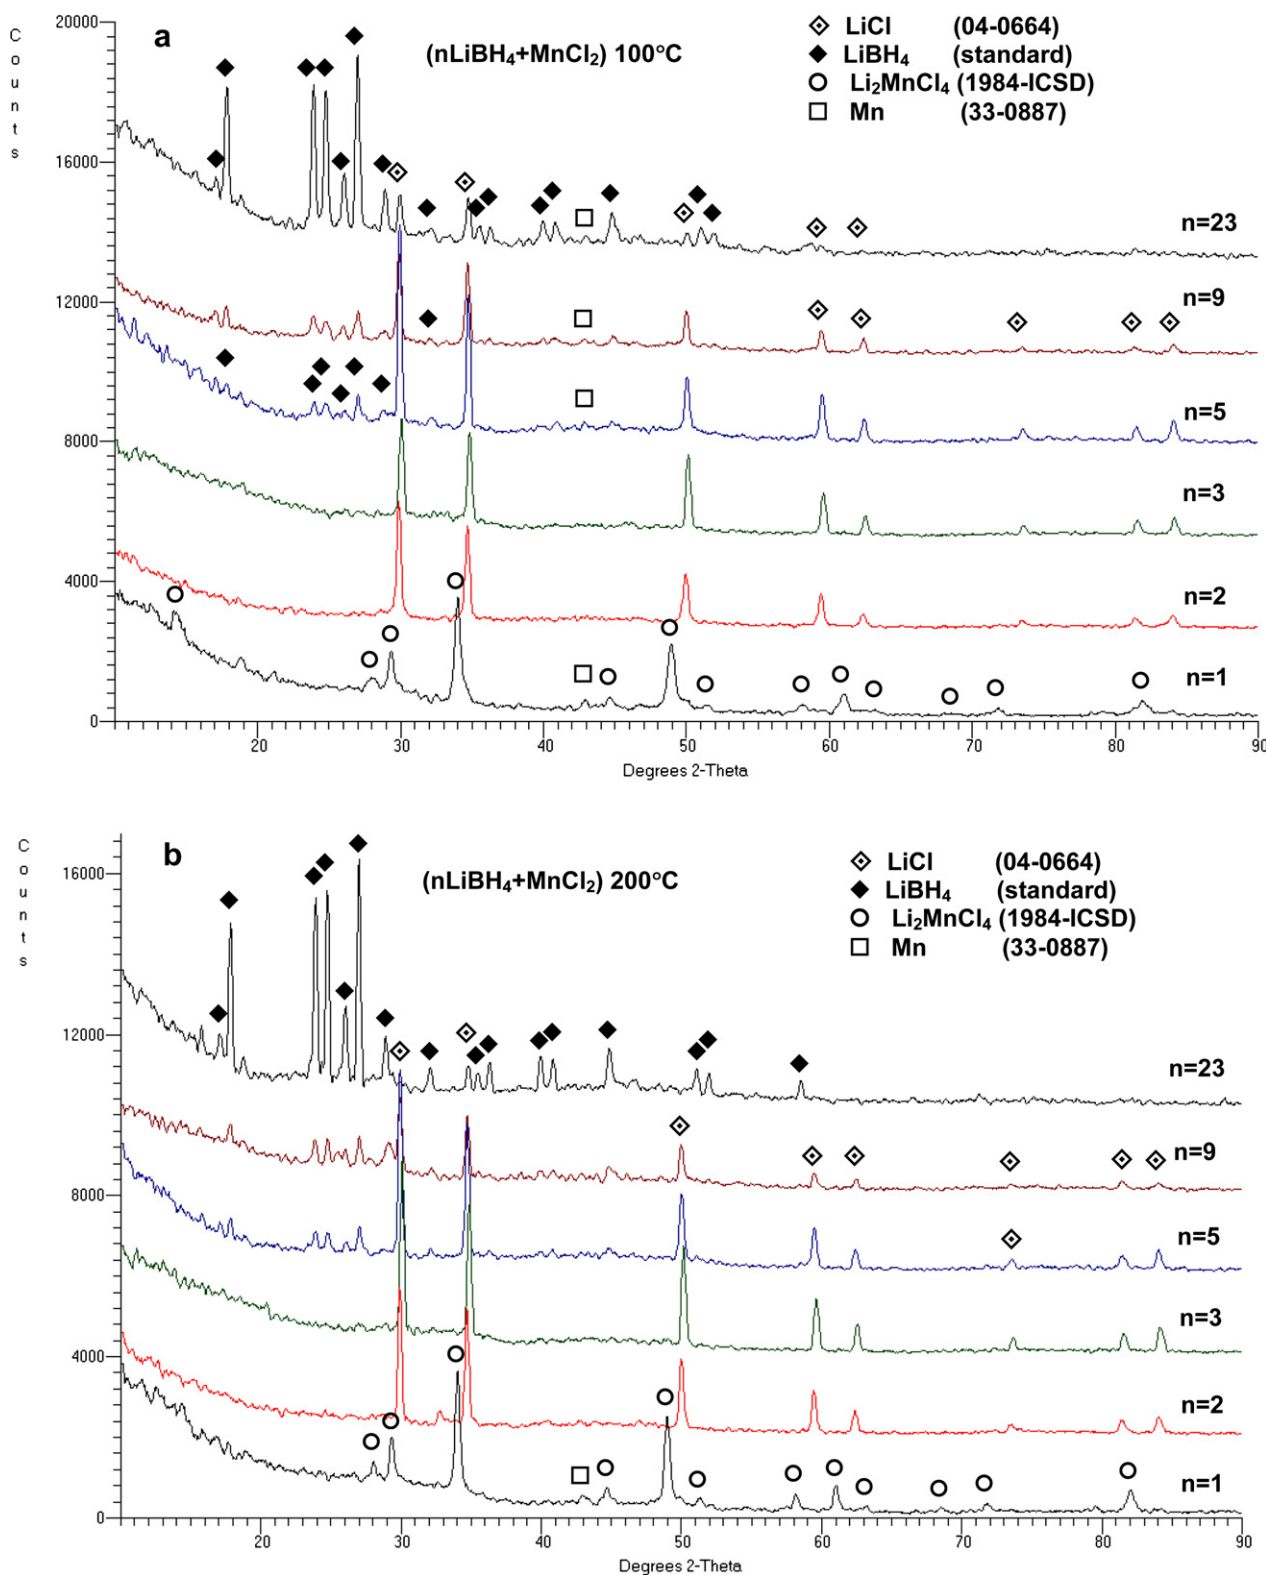 Counts
20000
16000
12000
8000
4000
0
a
(nLiBH₄+MnCl₂) 100°C
LiCl (04-0664)
LiBH₄ (standard)
Li₂MnCl₄ (1984-ICSD)
Mn (33-0887)
n=23
n=9
n=5
n=3
n=2
n=1
20 30 40 50 60 70 80 90
Degrees 2-Theta
Counts
16000
12000
8000
4000
0
b
(nLiBH₄+MnCl₂) 200°C
LiCl (04-0664)
LiBH₄ (standard)
Li₂MnCl₄ (1984-ICSD)
Mn (33-0887)
n=23
n=9
n=5
n=3
n=2
n=1
20 30 40 50 60 70 80 90
Degrees 2-Theta